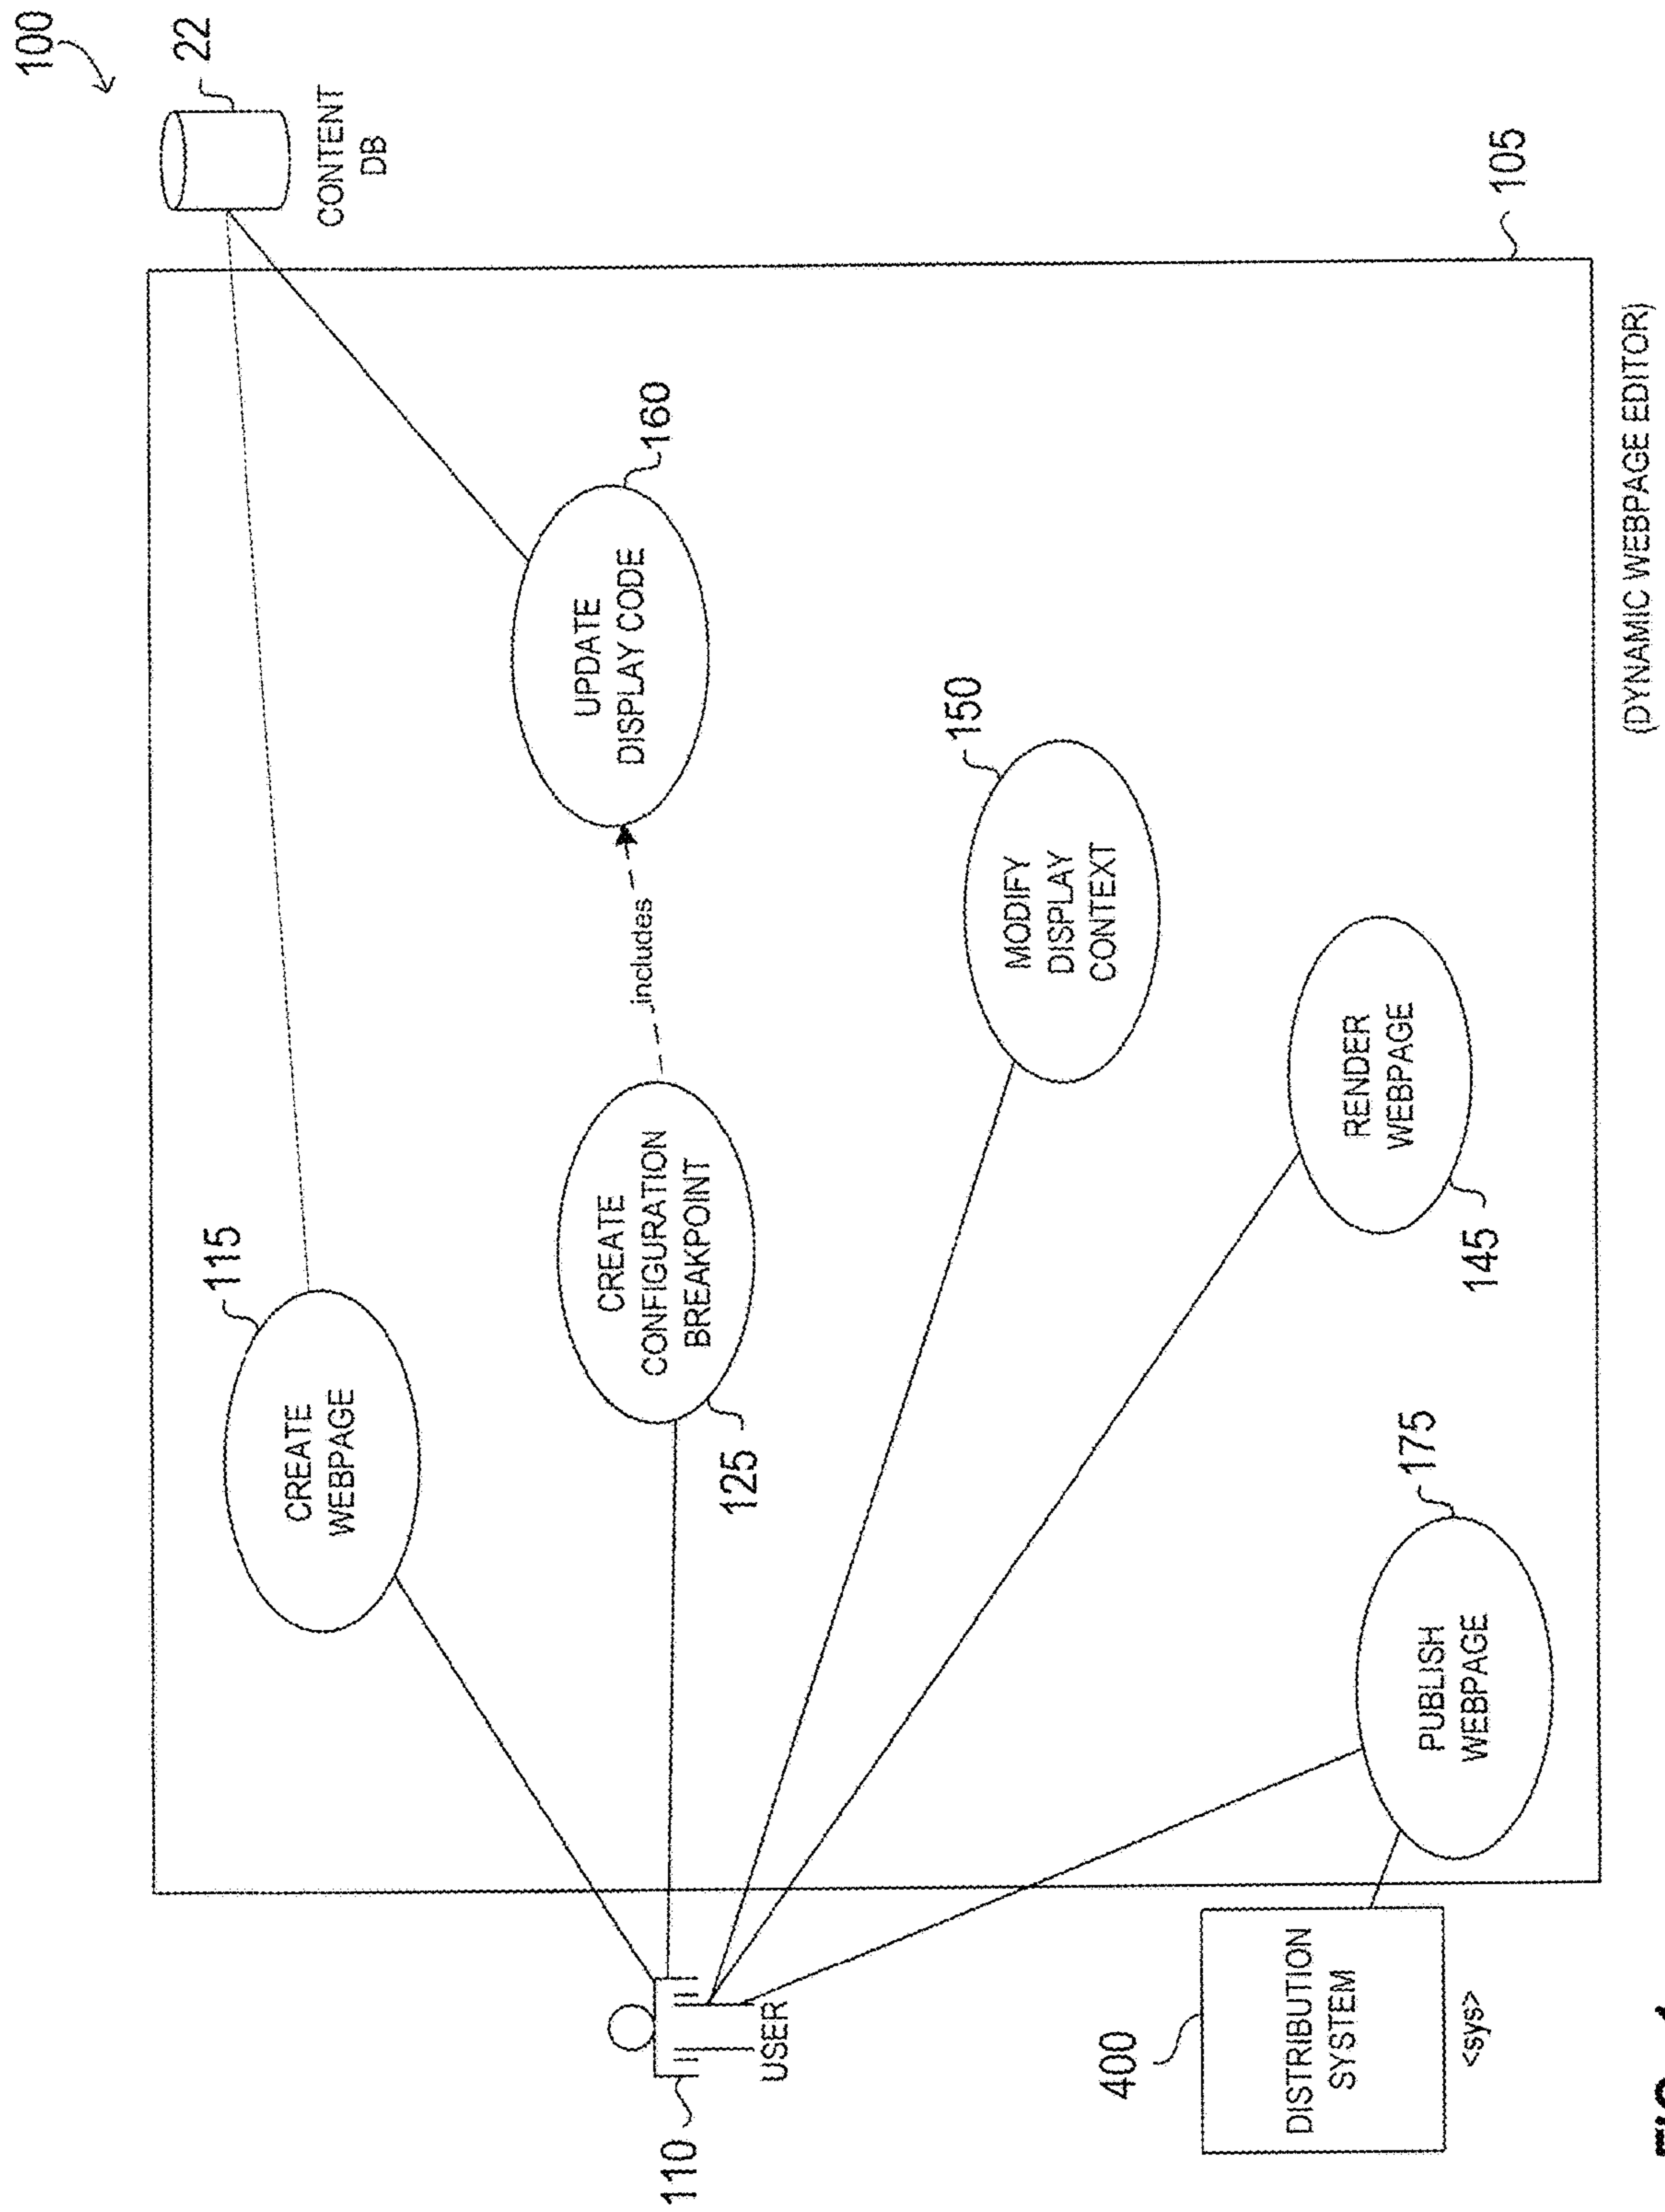 100
22
CONTENT
DB
115
CREATE
WEBPAGE
160
UPDATE
DISPLAY CODE
includes
CREATE
CONFIGURATION
BREAKPOINT
125
110
USER
150
MODIFY
DISPLAY
CONTEXT
RENDER
WEBPAGE
145
175
PUBLISH
WEBPAGE
400
DISTRIBUTION
SYSTEM
<sys>
105
(DYNAMIC WEBPAGE EDITOR)